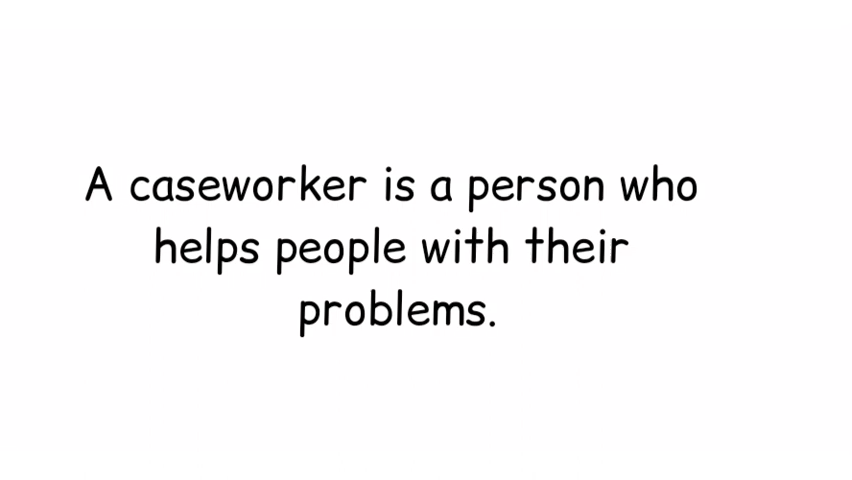 A caseworker is a person who
helps people with their
problems.